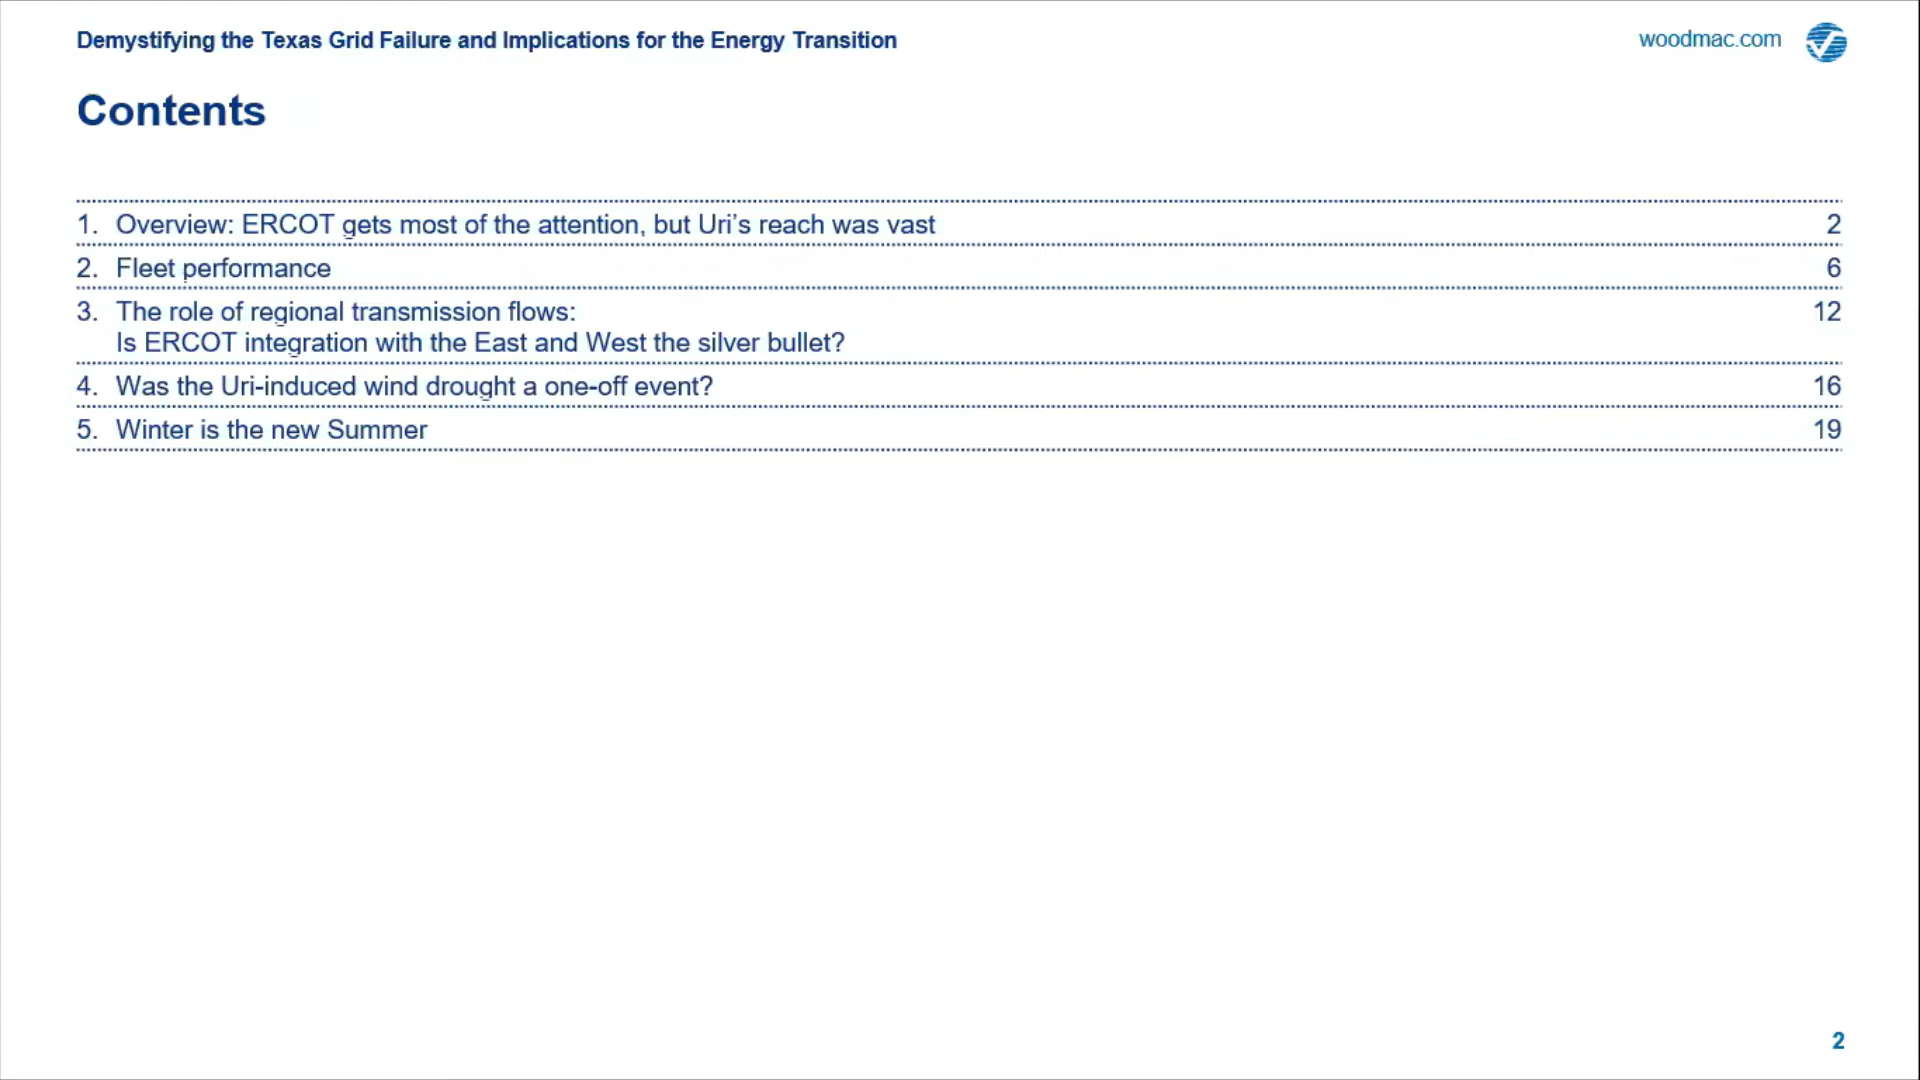 Demystifying the Texas Grid Failure and Implications for the Energy Transition
woodmac.com
Contents
1. Overview: ERCOT gets most of the attention, but Uri’s reach was vast 2
2. Fleet performance 6
3. The role of regional transmission flows: 12
Is ERCOT integration with the East and West the silver bullet?
4. Was the Uri-induced wind drought a one-off event? 16
5. Winter is the new Summer 19
2